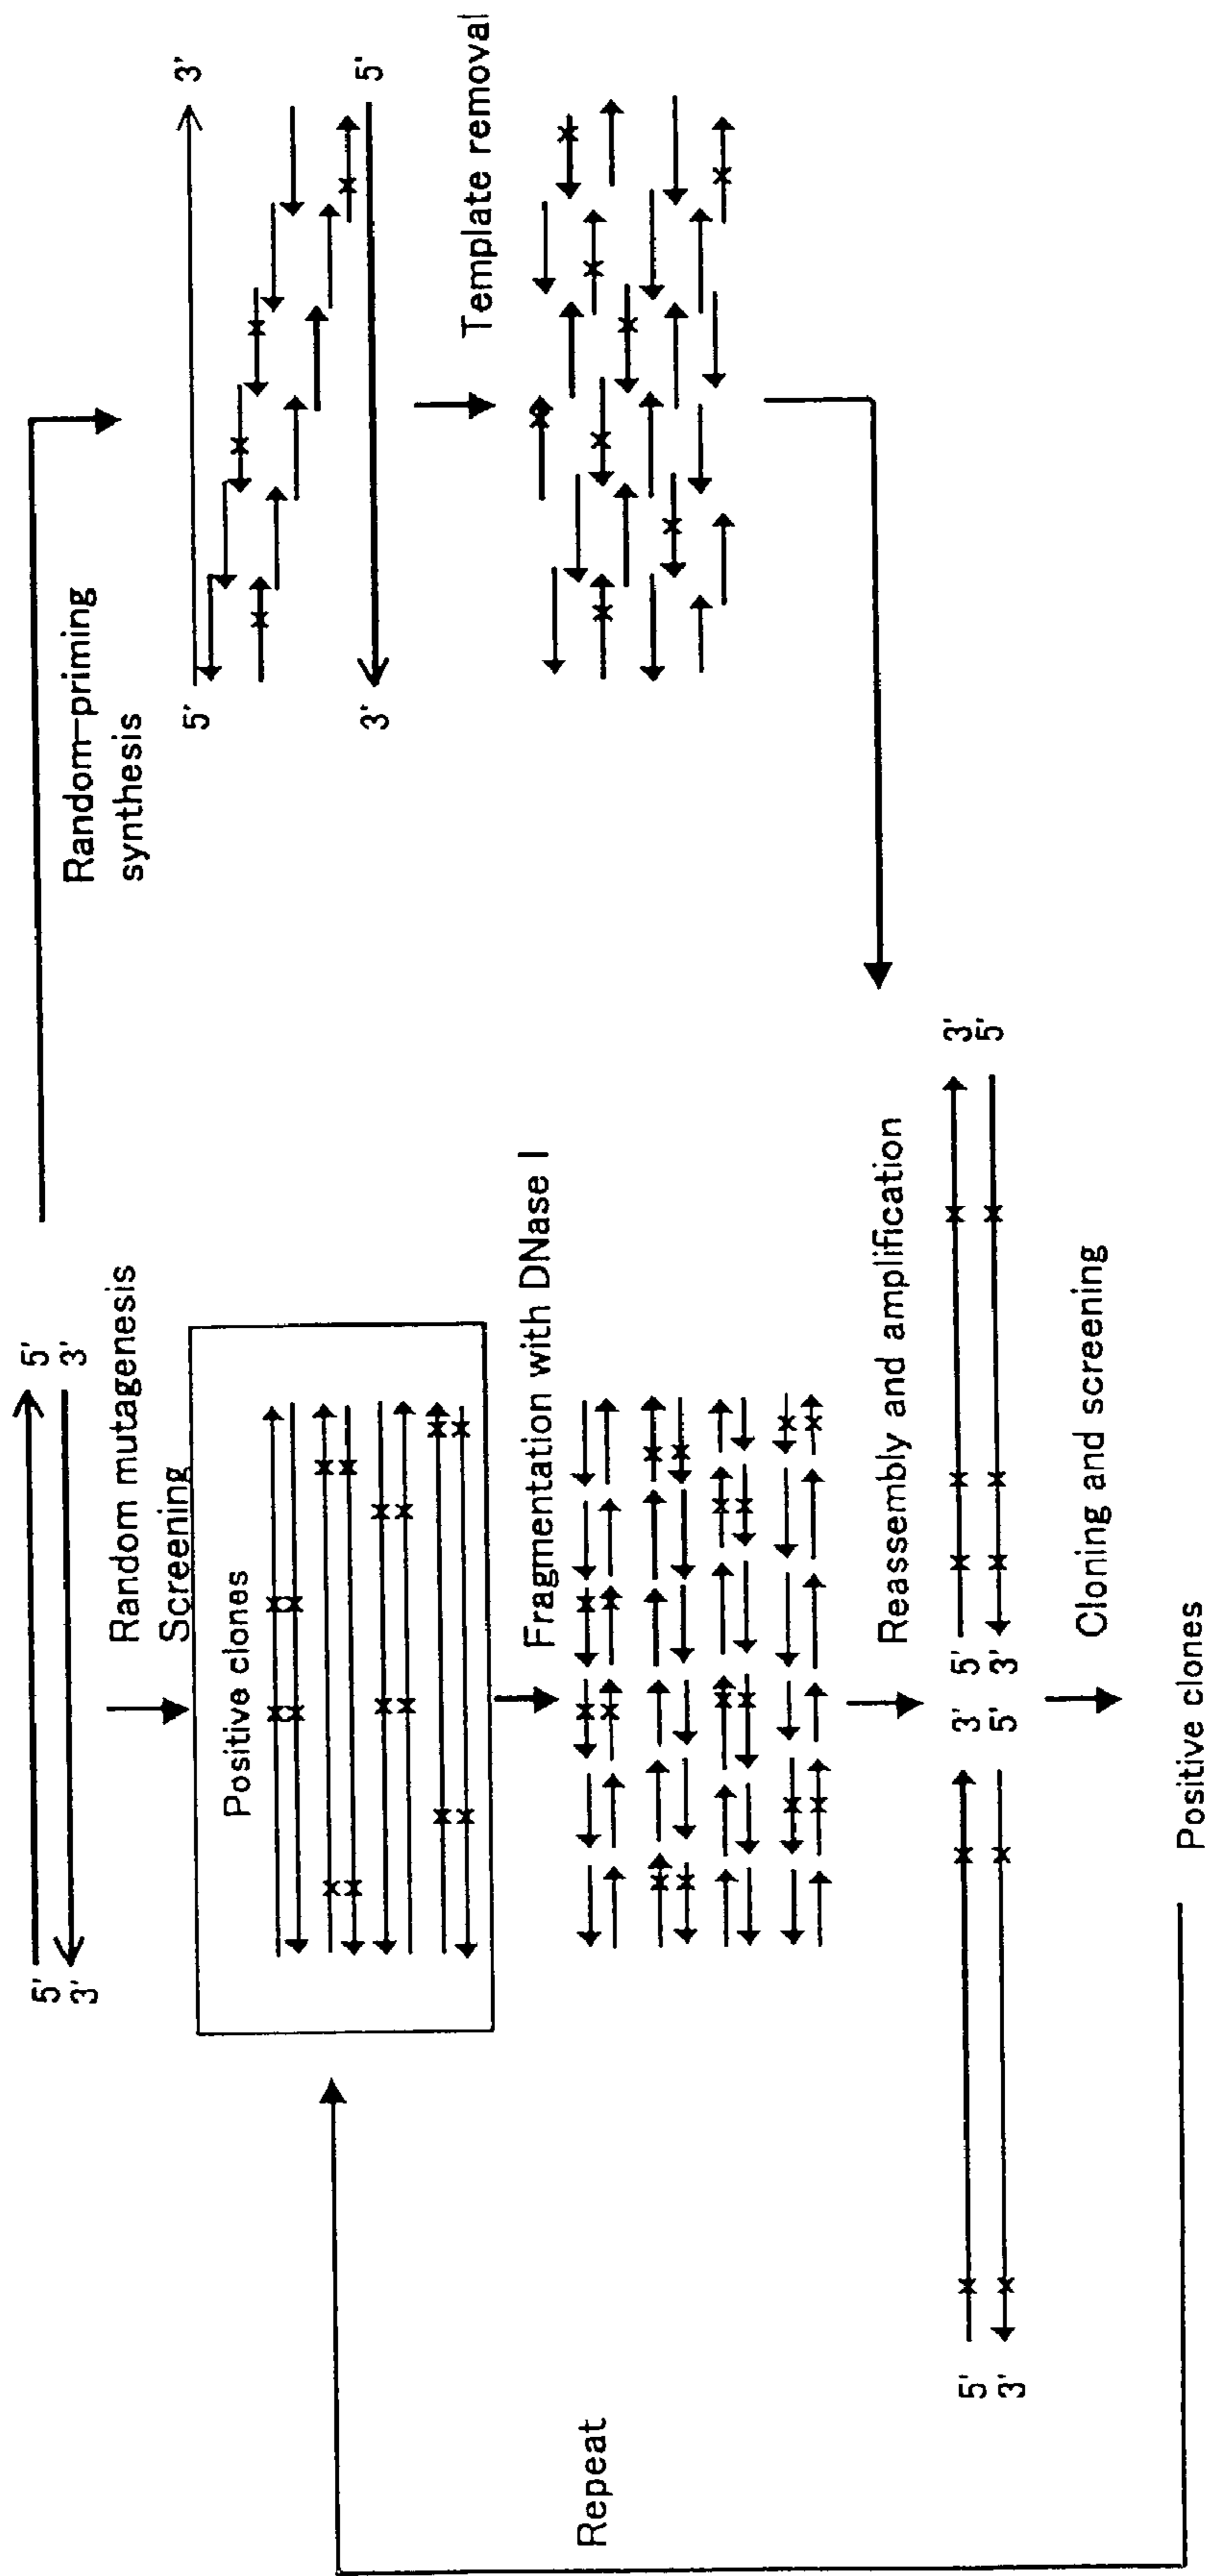 5' 5'
3' 3'
Random mutagenesis
Screening
Positive clones
Fragmentation with DNase I
Reassembly and amplification
5' 3' 5' 3'
3' 5' 3' 5'
Cloning and screening
Positive clones
Repeat
Random-priming
synthesis
5' 3'
3' 5'
Template removal